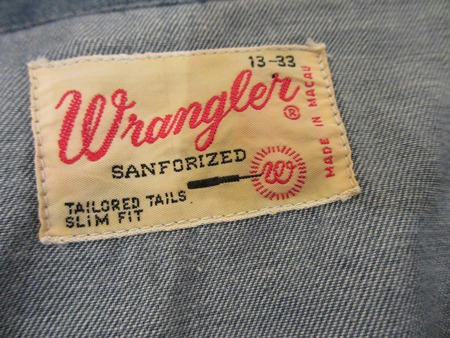 13-33
Wrangler®
SANFORIZED
W
TAILORED TAILS
SLIM FIT
MADE IN MACAU